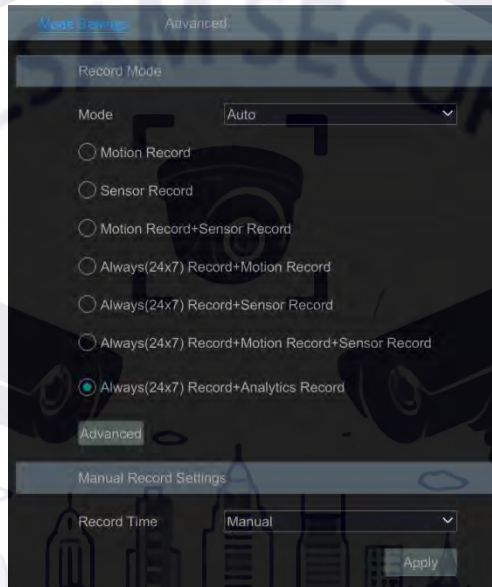 Mode Settings Advanced
Record Mode
Mode Auto
Motion Record
Sensor Record
Motion Record+Sensor Record
Always(24x7) Record+Motion Record
Always(24x7) Record+Sensor Record
Always(24x7) Record+Motion Record+Sensor Record
Always(24x7) Record+Analytics Record
Advanced
Manual Record Settings
Record Time Manual
Apply